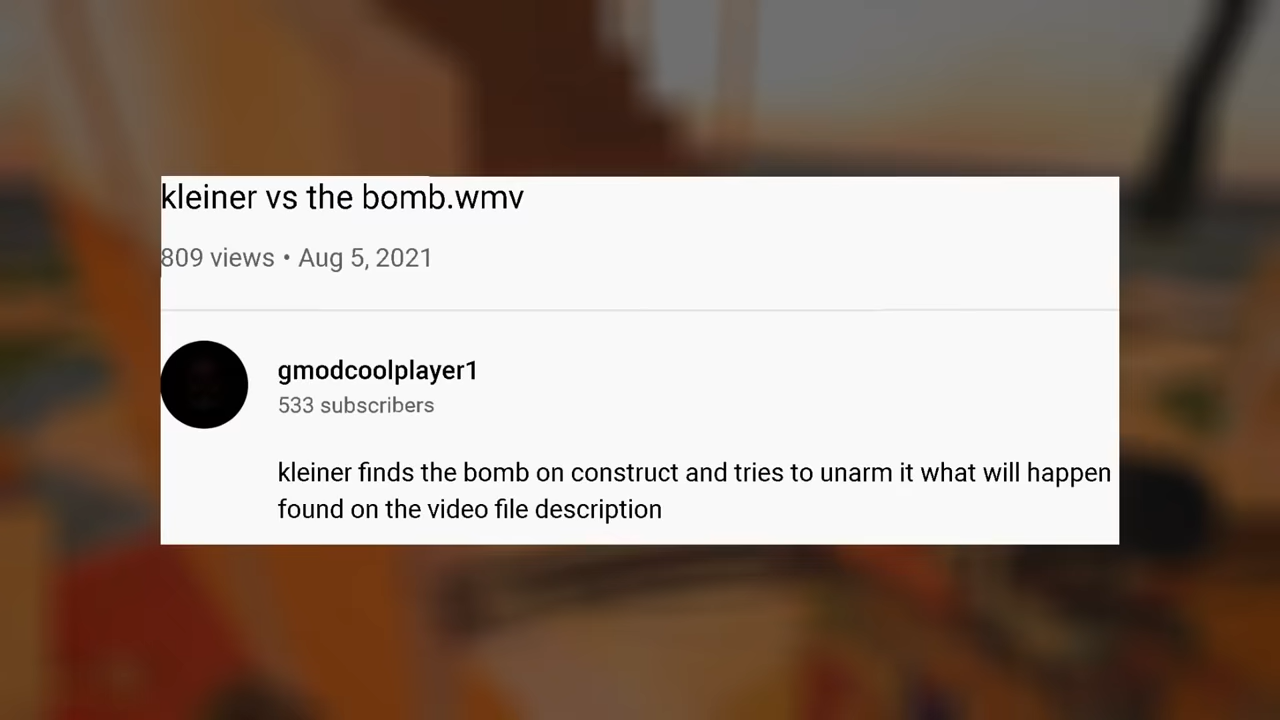 kleiner vs the bomb.wmv
809 views • Aug 5, 2021
gmodcoolplayer1
533 subscribers
kleiner finds the bomb on construct and tries to unarm it what will happen
found on the video file description